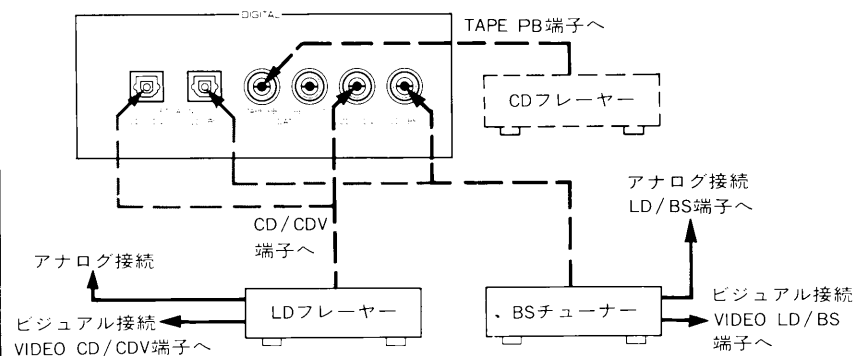 DIGITAL
TAPE PB端子へ
CDプレーヤー
アナログ接続
LD/BS端子へ
CD/CDV
端子へ
アナログ接続
LDプレーヤー
、BSチューナー
ビジュアル接続
VIDEO CD/CDV端子へ
ビジュアル接続
VIDEO LD/BS
端子へ